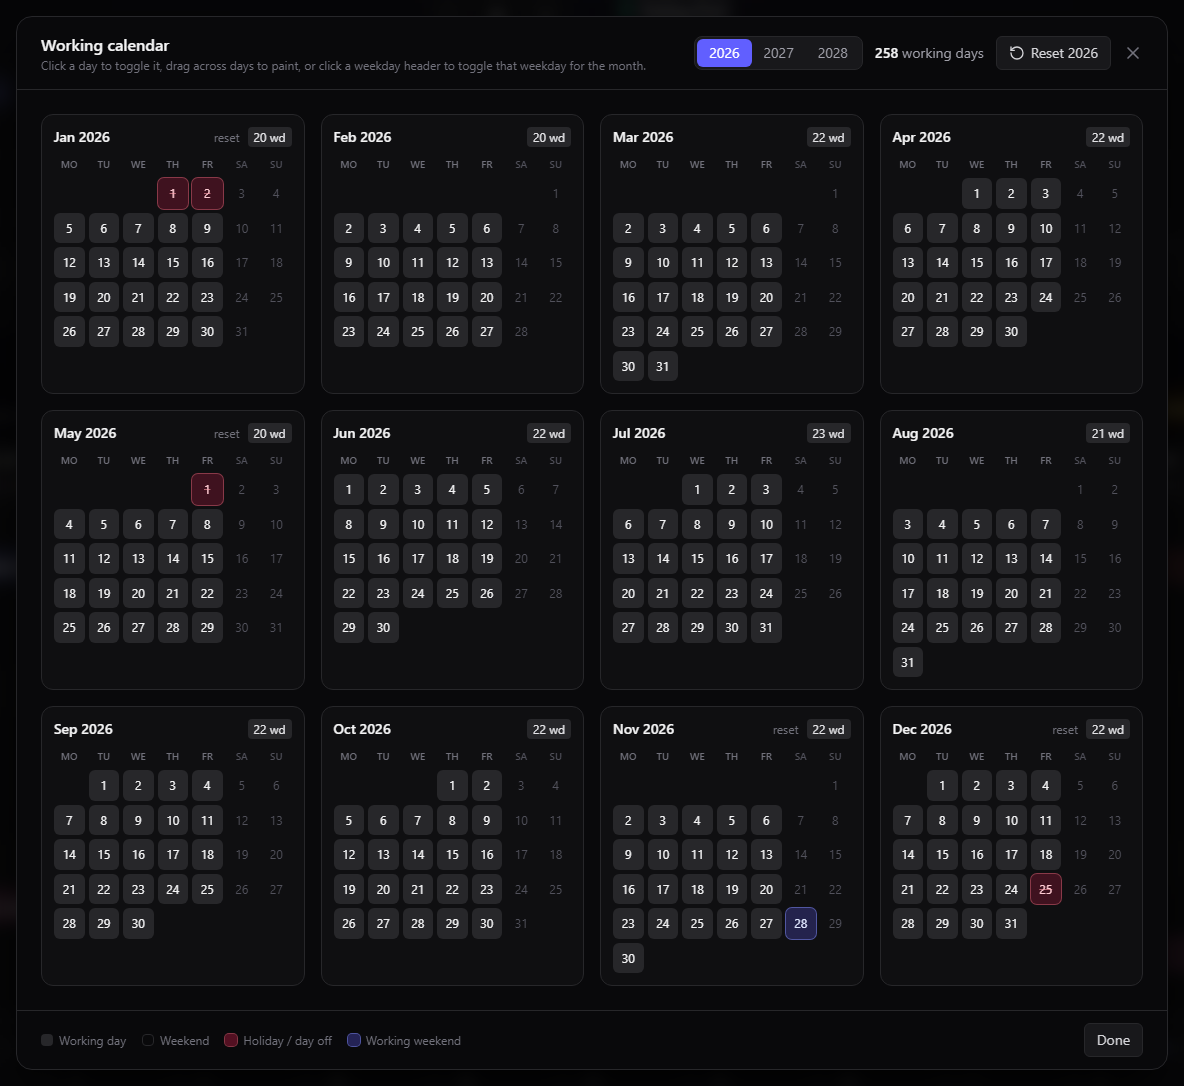 Working calendar
Click a day to toggle it, drag across days to paint, or click a weekday header to toggle that weekday for the month.
2026 2027 2028 258 working days Reset 2026
Jan 2026 reset 20 wd
MO TU WE TH FR SA SU
1 2 3 4
5 6 7 8 9 10 11
12 13 14 15 16 17 18
19 20 21 22 23 24 25
26 27 28 29 30 31
Feb 2026 20 wd
MO TU WE TH FR SA SU
1
2 3 4 5 6 7 8
9 10 11 12 13 14 15
16 17 18 19 20 21 22
23 24 25 26 27 28
Mar 2026 22 wd
MO TU WE TH FR SA SU
1
2 3 4 5 6 7 8
9 10 11 12 13 14 15
16 17 18 19 20 21 22
23 24 25 26 27 28 29
30 31
Apr 2026 22 wd
MO TU WE TH FR SA SU
1 2 3 4 5
6 7 8 9 10 11 12
13 14 15 16 17 18 19
20 21 22 23 24 25 26
27 28 29 30
May 2026 reset 20 wd
MO TU WE TH FR SA SU
1 2 3
4 5 6 7 8 9 10
11 12 13 14 15 16 17
18 19 20 21 22 23 24
25 26 27 28 29 30 31
Jun 2026 22 wd
MO TU WE TH FR SA SU
1 2 3 4 5 6 7
8 9 10 11 12 13 14
15 16 17 18 19 20 21
22 23 24 25 26 27 28
29 30
Jul 2026 23 wd
MO TU WE TH FR SA SU
1 2 3 4 5
6 7 8 9 10 11 12
13 14 15 16 17 18 19
20 21 22 23 24 25 26
27 28 29 30 31
Aug 2026 21 wd
MO TU WE TH FR SA SU
1 2
3 4 5 6 7 8 9
10 11 12 13 14 15 16
17 18 19 20 21 22 23
24 25 26 27 28 29 30
31
Sep 2026 22 wd
MO TU WE TH FR SA SU
1 2 3 4 5 6
7 8 9 10 11 12 13
14 15 16 17 18 19 20
21 22 23 24 25 26 27
28 29 30
Oct 2026 22 wd
MO TU WE TH FR SA SU
1 2 3 4
5 6 7 8 9 10 11
12 13 14 15 16 17 18
19 20 21 22 23 24 25
26 27 28 29 30 31
Nov 2026 reset 22 wd
MO TU WE TH FR SA SU
1
2 3 4 5 6 7 8
9 10 11 12 13 14 15
16 17 18 19 20 21 22
23 24 25 26 27 28 29
30
Dec 2026 reset 22 wd
MO TU WE TH FR SA SU
1 2 3 4 5 6
7 8 9 10 11 12 13
14 15 16 17 18 19 20
21 22 23 24 25 26 27
28 29 30 31
Working day Weekend Holiday / day off Working weekend Done